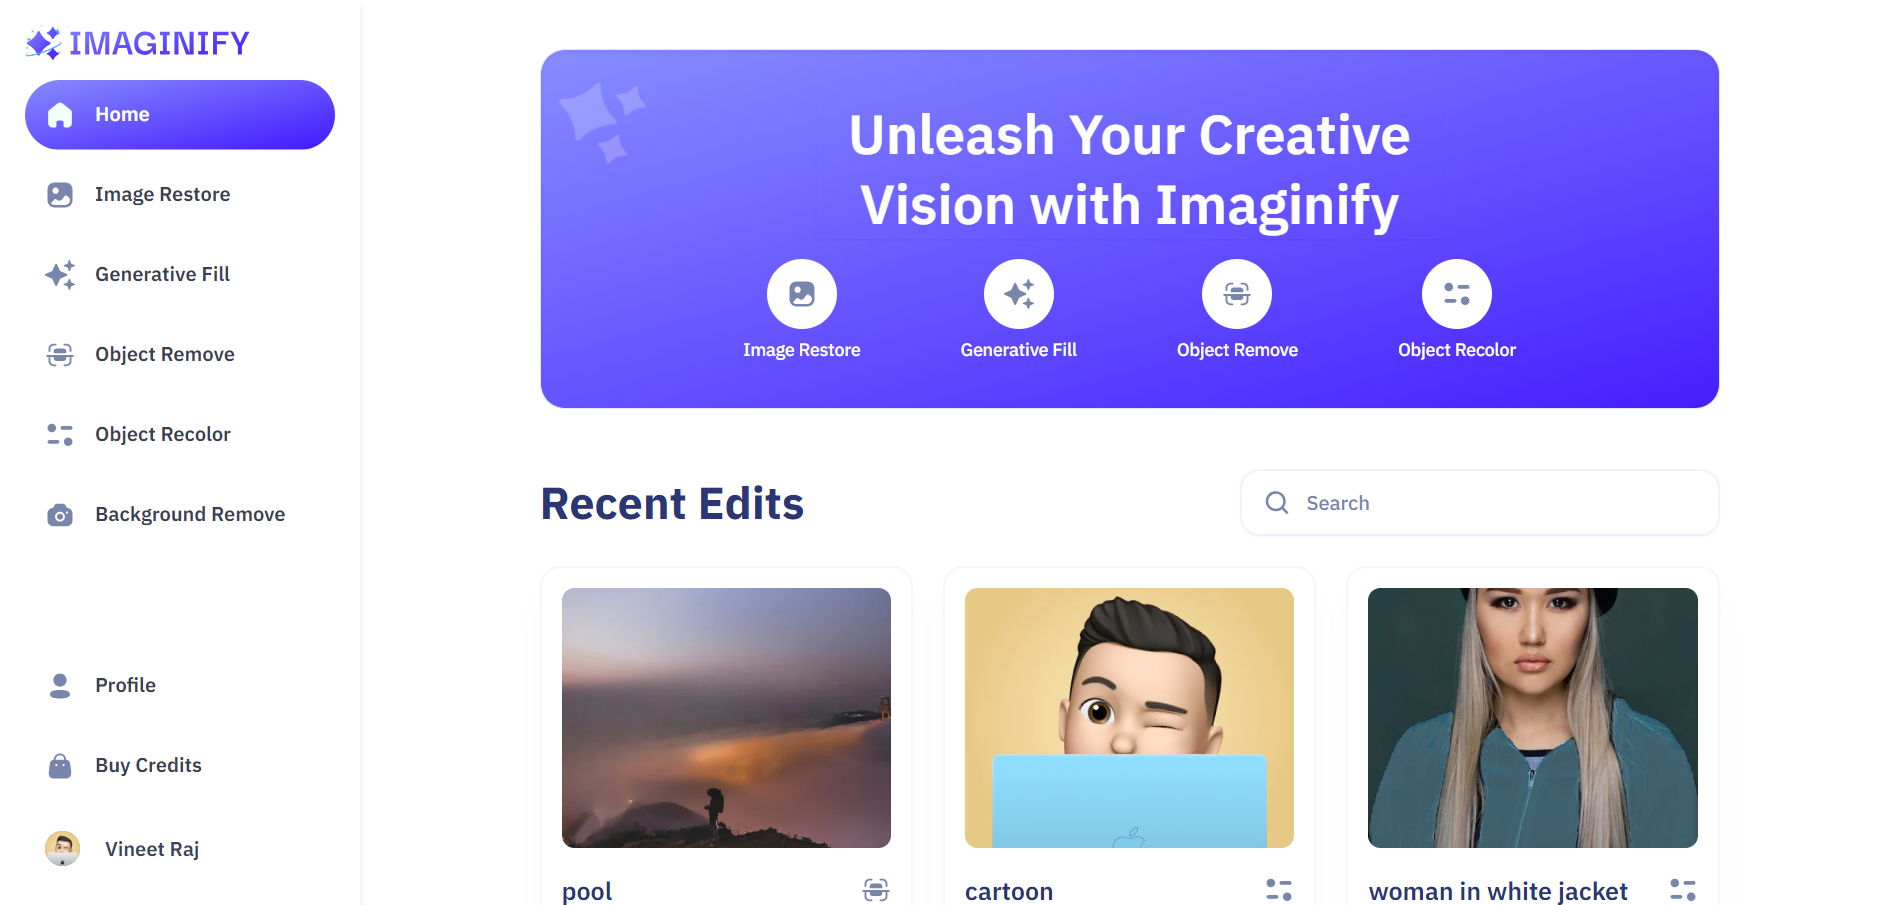 IMAGINIFY
Home
Image Restore
Generative Fill
Object Remove
Object Recolor
Background Remove
Profile
Buy Credits
Vineet Raj
Unleash Your Creative
Vision with Imaginify
Image Restore
Generative Fill
Object Remove
Object Recolor
Recent Edits
Search
pool
cartoon
woman in white jacket